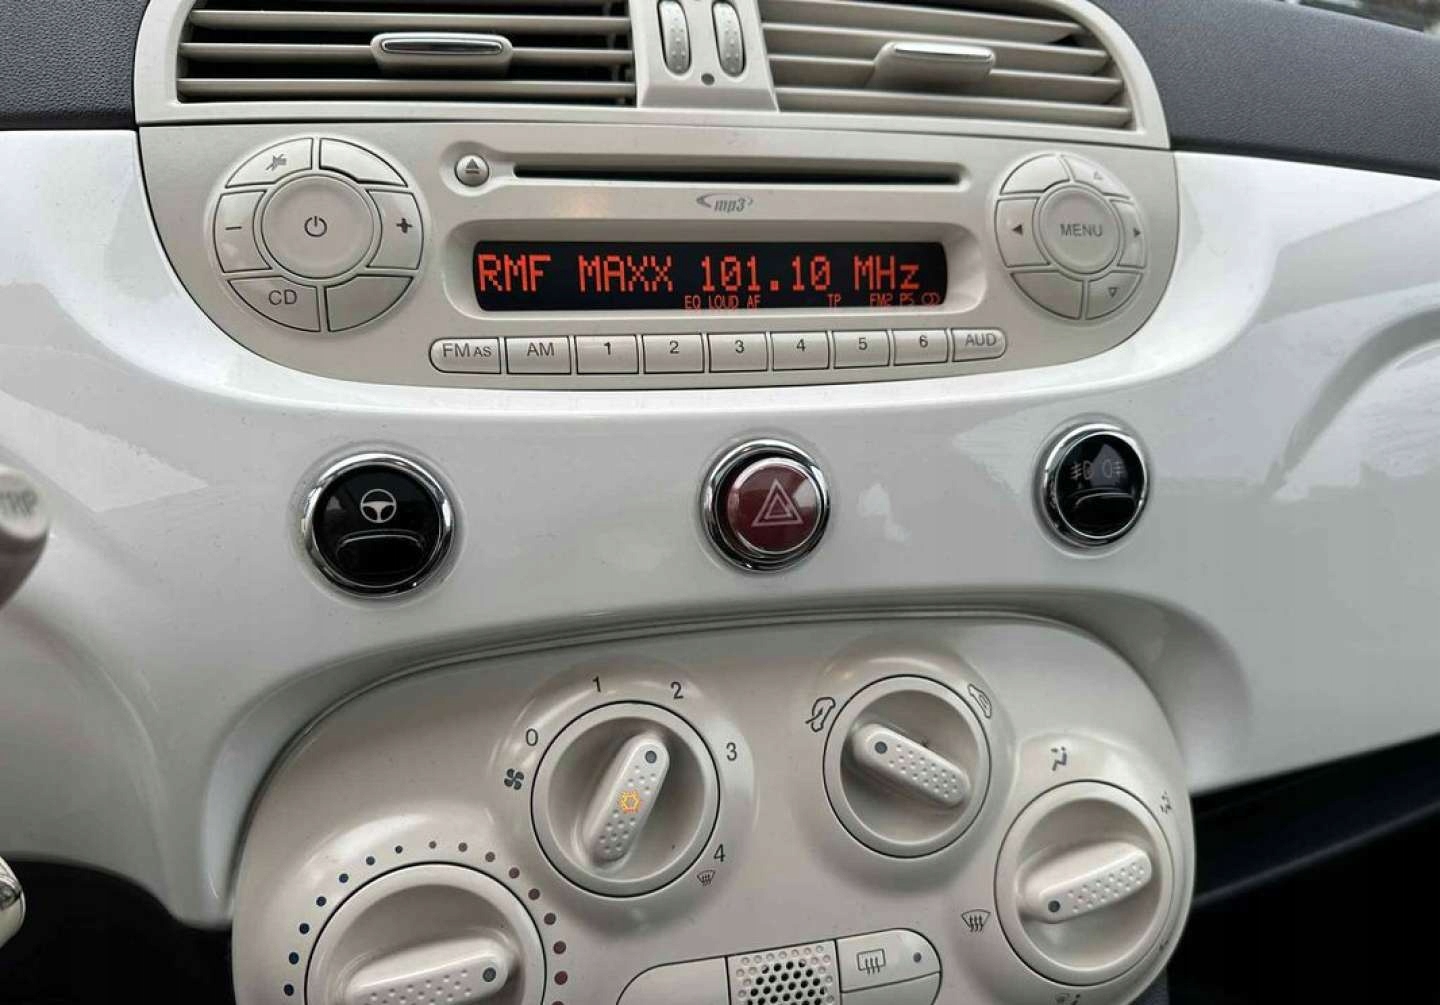 mp3
RMF MAXX 101.10 MHz
EQ LOUD AF TP FM2 PS CD
MENU
CD
FM AS AM 1 2 3 4 5 6 AUD
TRP
0 1 2 3 4